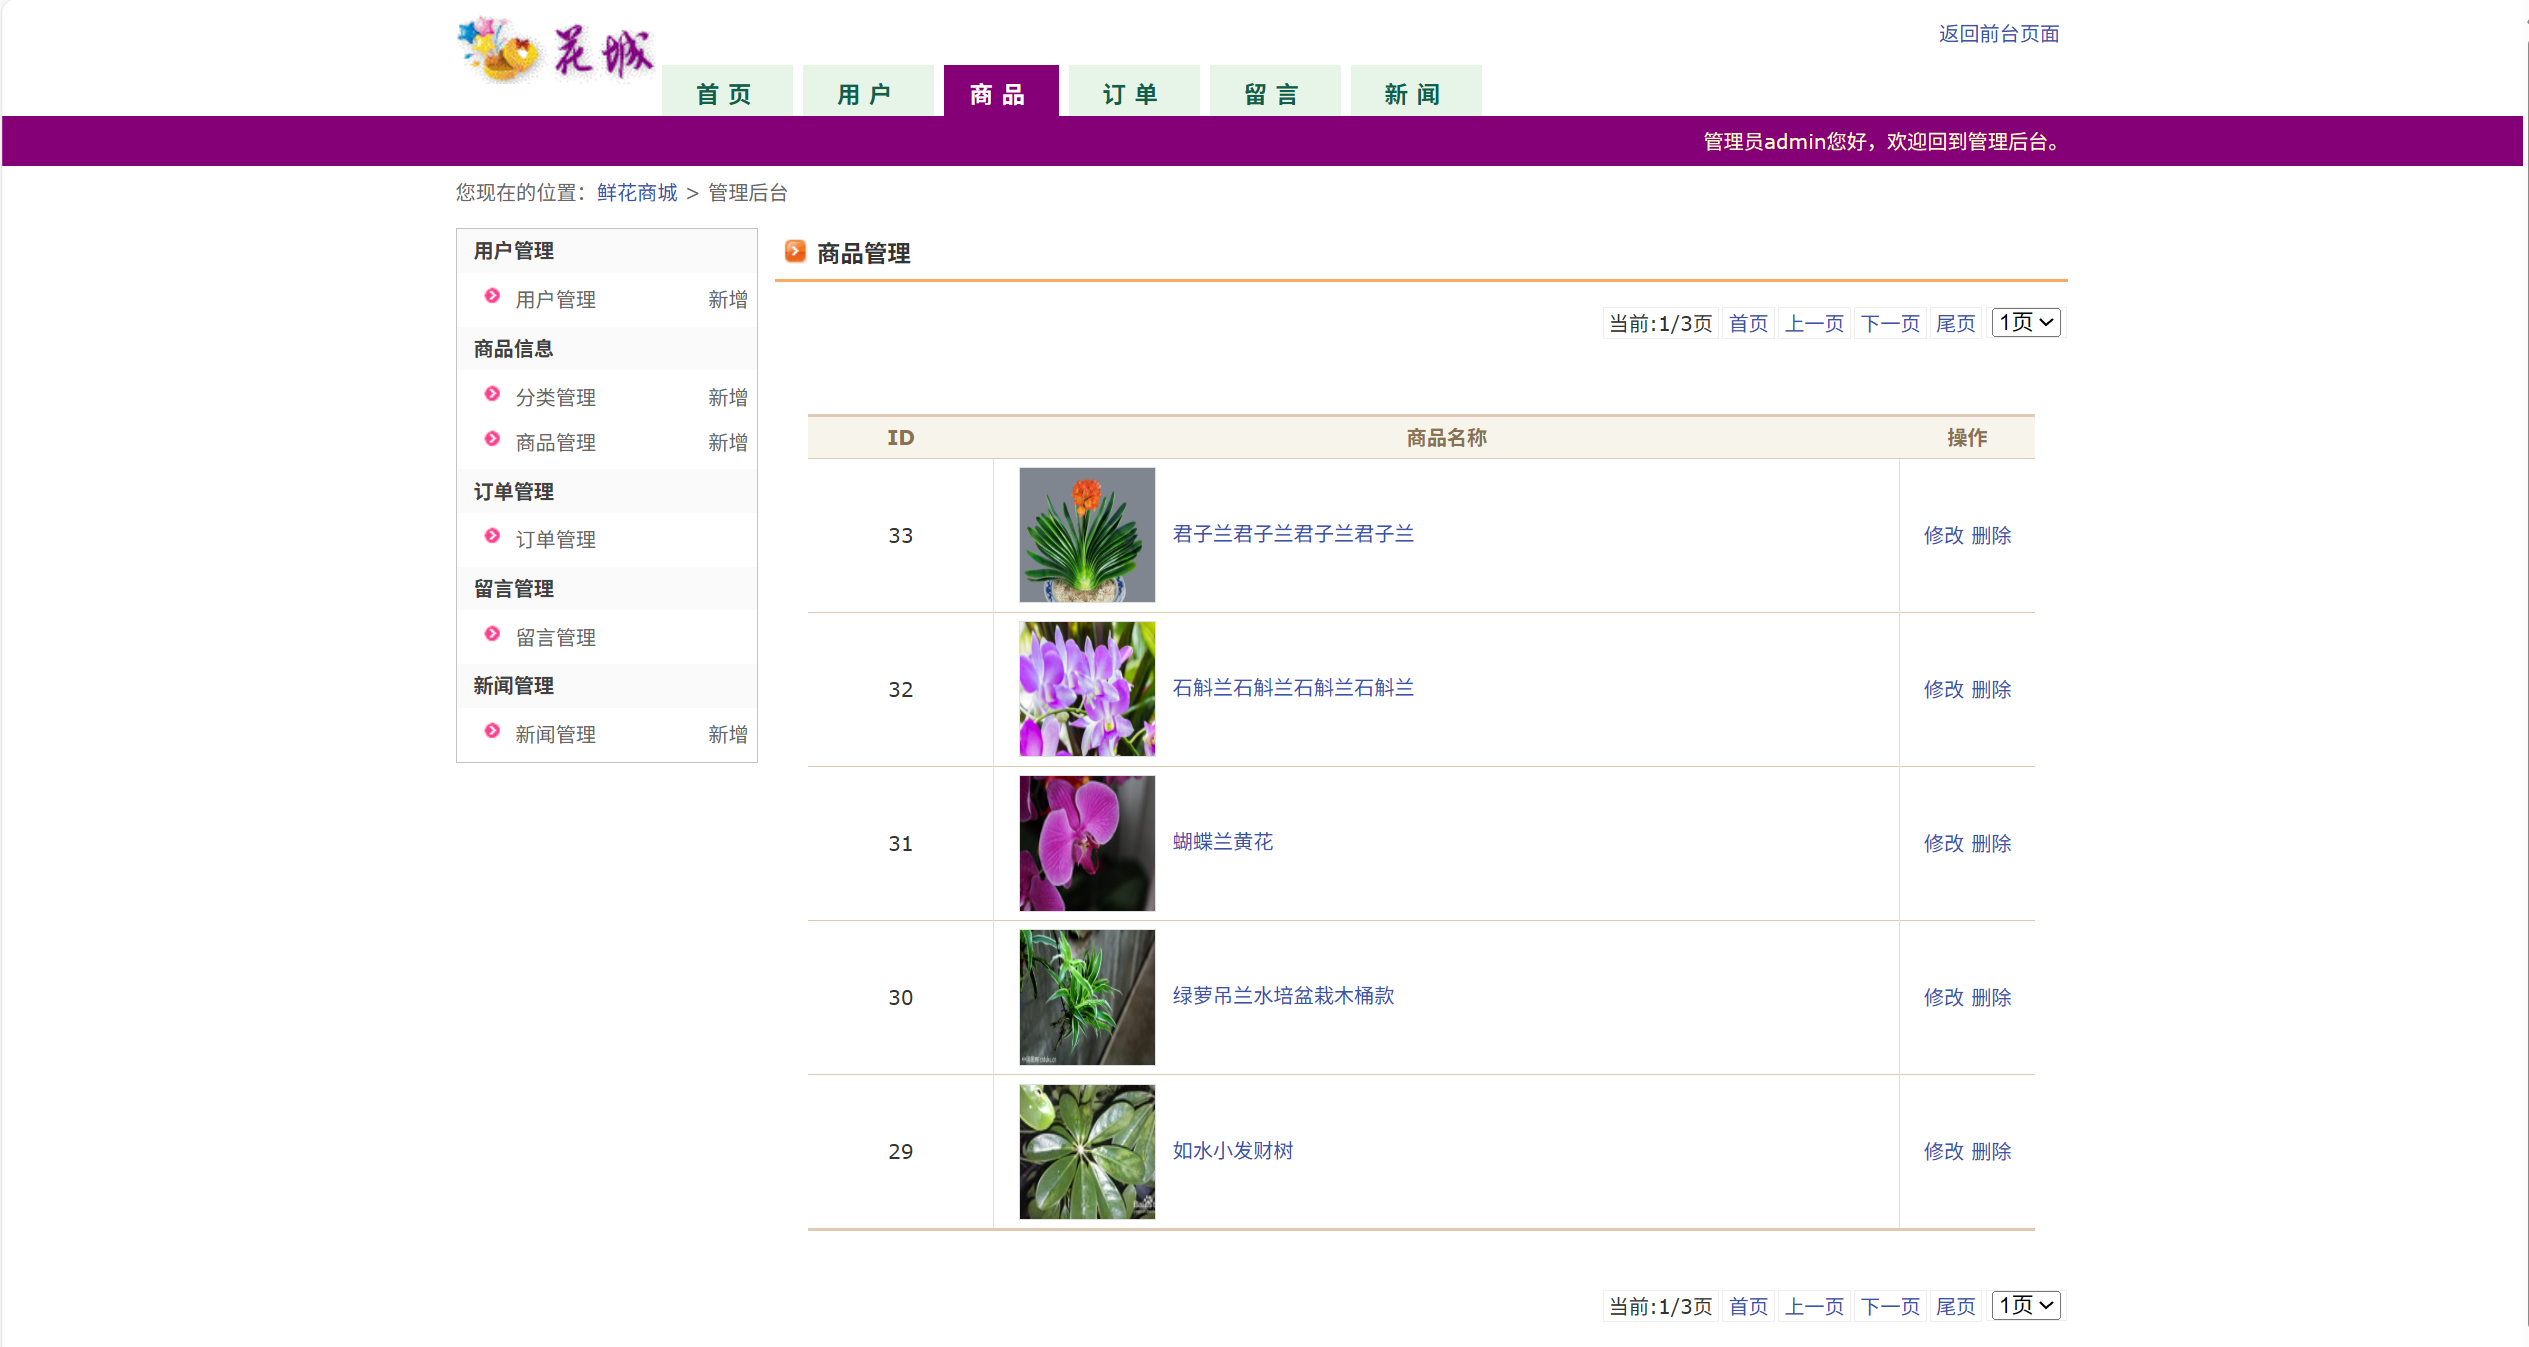 花城
返回前台页面
首页 用户 商品 订单 留言 新闻
管理员admin您好，欢迎回到管理后台。
您现在的位置：鲜花商城 > 管理后台
用户管理
用户管理 新增
商品信息
分类管理 新增
商品管理 新增
订单管理
订单管理
留言管理
留言管理
新闻管理
新闻管理 新增
商品管理
当前:1/3页 首页 上一页 下一页 尾页 1页
ID 商品名称 操作
33 君子兰君子兰君子兰君子兰 修改 删除
32 石斛兰石斛兰石斛兰石斛兰 修改 删除
31 蝴蝶兰黄花 修改 删除
30 绿萝吊兰水培盆栽木桶款 修改 删除
29 如水小发财树 修改 删除
当前:1/3页 首页 上一页 下一页 尾页 1页